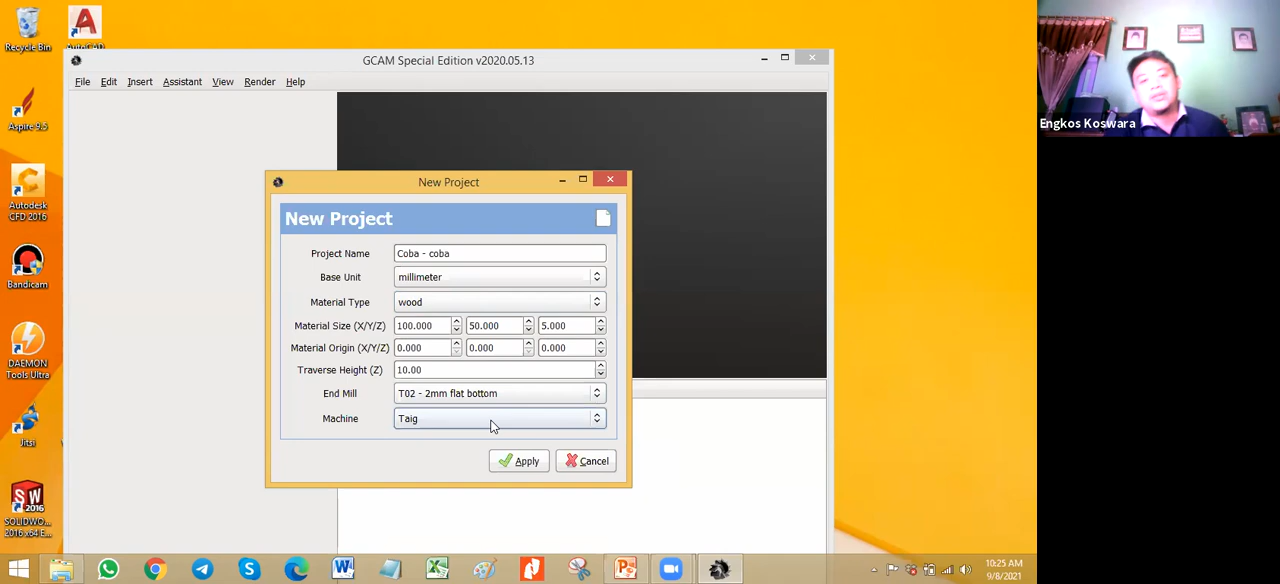 Recycle Bin
AutoCAD
Aspire 9.5
Autodesk
CFD 2016
Bandicam
DAEMON
Tools Ultra
Jitsi
SOLIDWO...
2016 x64 E...
GCAM Special Edition v2020.05.13
File Edit Insert Assistant View Render Help
New Project
New Project
Project Name Coba - coba
Base Unit millimeter
Material Type wood
Material Size (X/Y/Z) 100.000 50.000 5.000
Material Origin (X/Y/Z) 0.000 0.000 0.000
Traverse Height (Z) 10.00
End Mill T02 - 2mm flat bottom
Machine Taig
Apply Cancel
Engkos Koswara
10:25 AM
9/8/2021